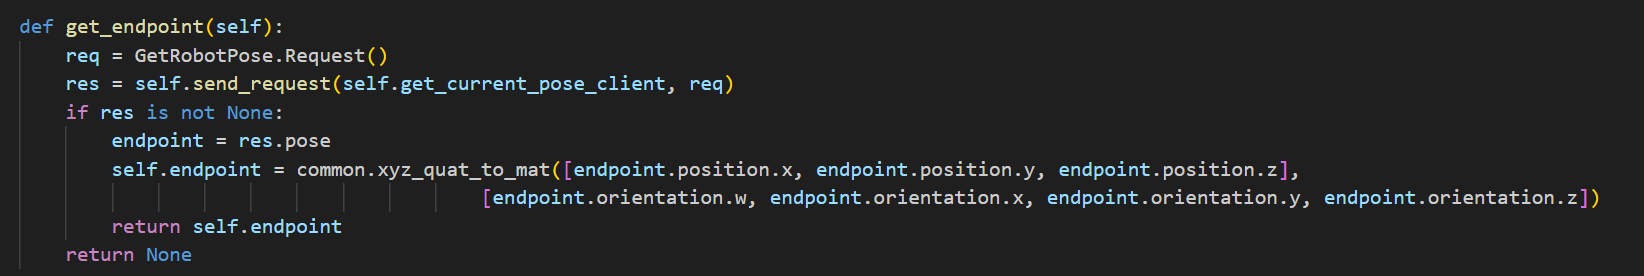 def get_endpoint(self):
    req = GetRobotPose.Request()
    res = self.send_request(self.get_current_pose_client, req)
    if res is not None:
        endpoint = res.pose
        self.endpoint = common.xyz_quat_to_mat([endpoint.position.x, endpoint.position.y, endpoint.position.z],
                                        [endpoint.orientation.w, endpoint.orientation.x, endpoint.orientation.y, endpoint.orientation.z])
        return self.endpoint
    return None